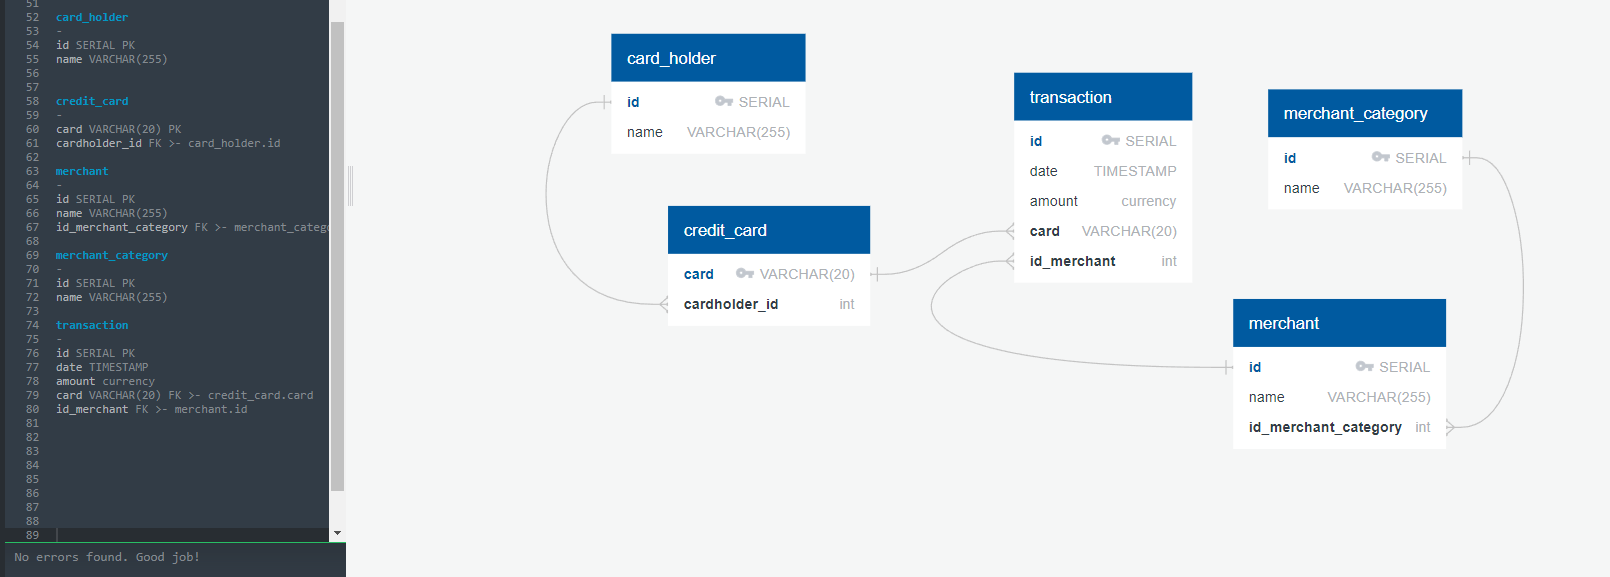 51
52 card_holder
53 -
54 id SERIAL PK
55 name VARCHAR(255)
56
57
58 credit_card
59 -
60 card VARCHAR(20) PK
61 cardholder_id FK >- card_holder.id
62
63 merchant
64 -
65 id SERIAL PK
66 name VARCHAR(255)
67 id_merchant_category FK >- merchant_catego
68
69 merchant_category
70 -
71 id SERIAL PK
72 name VARCHAR(255)
73
74 transaction
75 -
76 id SERIAL PK
77 date TIMESTAMP
78 amount currency
79 card VARCHAR(20) FK >- credit_card.card
80 id_merchant FK >- merchant.id
81
82
83
84
85
86
87
88
89
No errors found. Good job!
card_holder
id SERIAL
name VARCHAR(255)
credit_card
card VARCHAR(20)
cardholder_id int
transaction
id SERIAL
date TIMESTAMP
amount currency
card VARCHAR(20)
id_merchant int
merchant_category
id SERIAL
name VARCHAR(255)
merchant
id SERIAL
name VARCHAR(255)
id_merchant_category int